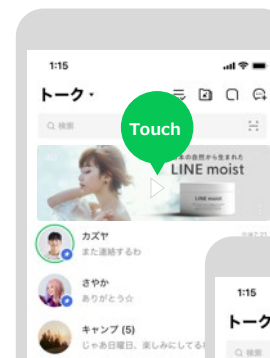 1:15
トーク
検索
Touch
本の自然から生まれた
LINE moist
LINE moist
カズヤ
また連絡するわ
さやか
ありがとう☆
キャンプ (5)
じゃあ日曜日、楽しみにしてる
1:15
トーク
検索